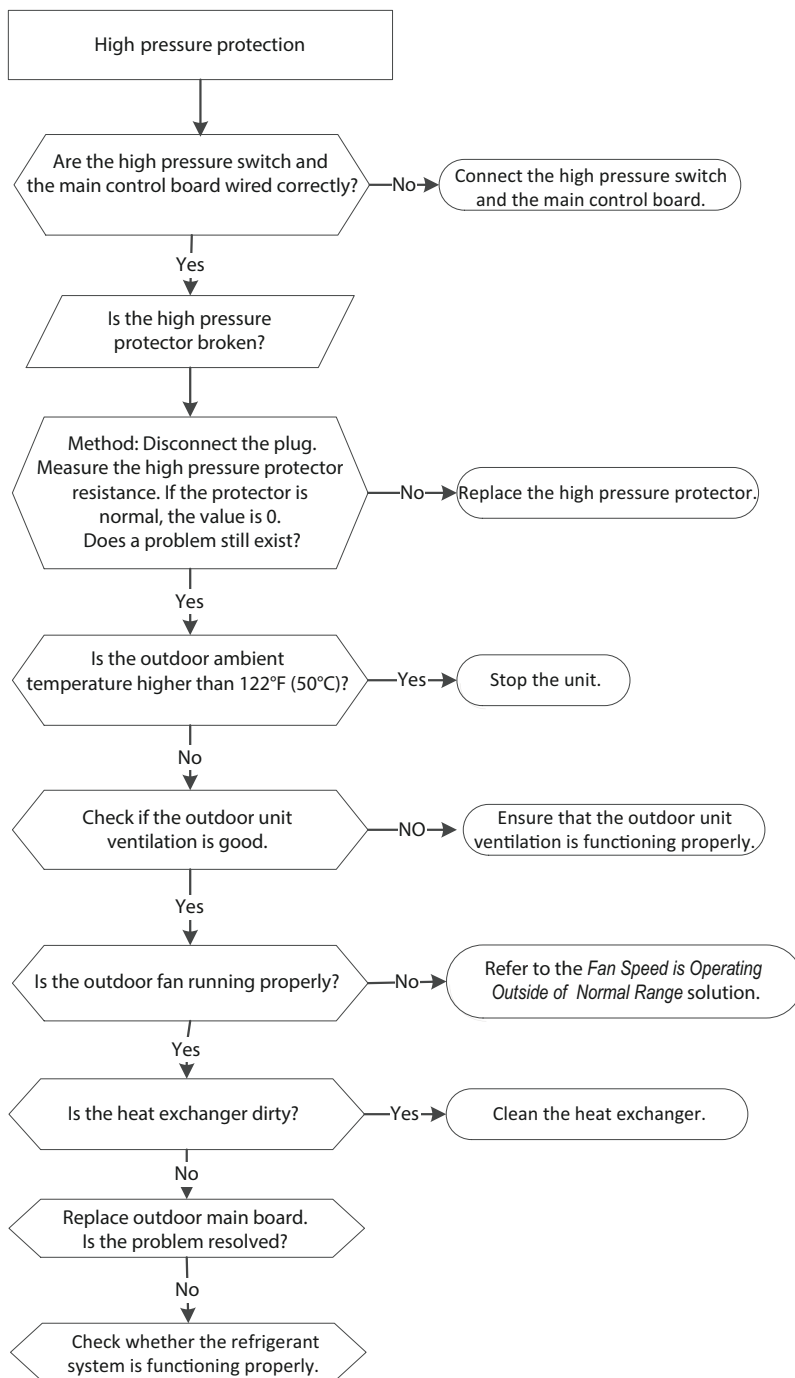 High pressure protection
Are the high pressure switch and
the main control board wired correctly?
No
Connect the high pressure switch
and the main control board.
Yes
Is the high pressure
protector broken?
Method: Disconnect the plug.
Measure the high pressure protector
resistance. If the protector is
normal, the value is 0.
Does a problem still exist?
No
Replace the high pressure protector.
Yes
Is the outdoor ambient
temperature higher than 122°F (50°C)?
Yes
Stop the unit.
No
Check if the outdoor unit
ventilation is good.
NO
Ensure that the outdoor unit
ventilation is functioning properly.
Yes
Is the outdoor fan running properly?
No
Refer to the Fan Speed is Operating
Outside of Normal Range solution.
Yes
Is the heat exchanger dirty?
Yes
Clean the heat exchanger.
No
Replace outdoor main board.
Is the problem resolved?
No
Check whether the refrigerant
system is functioning properly.